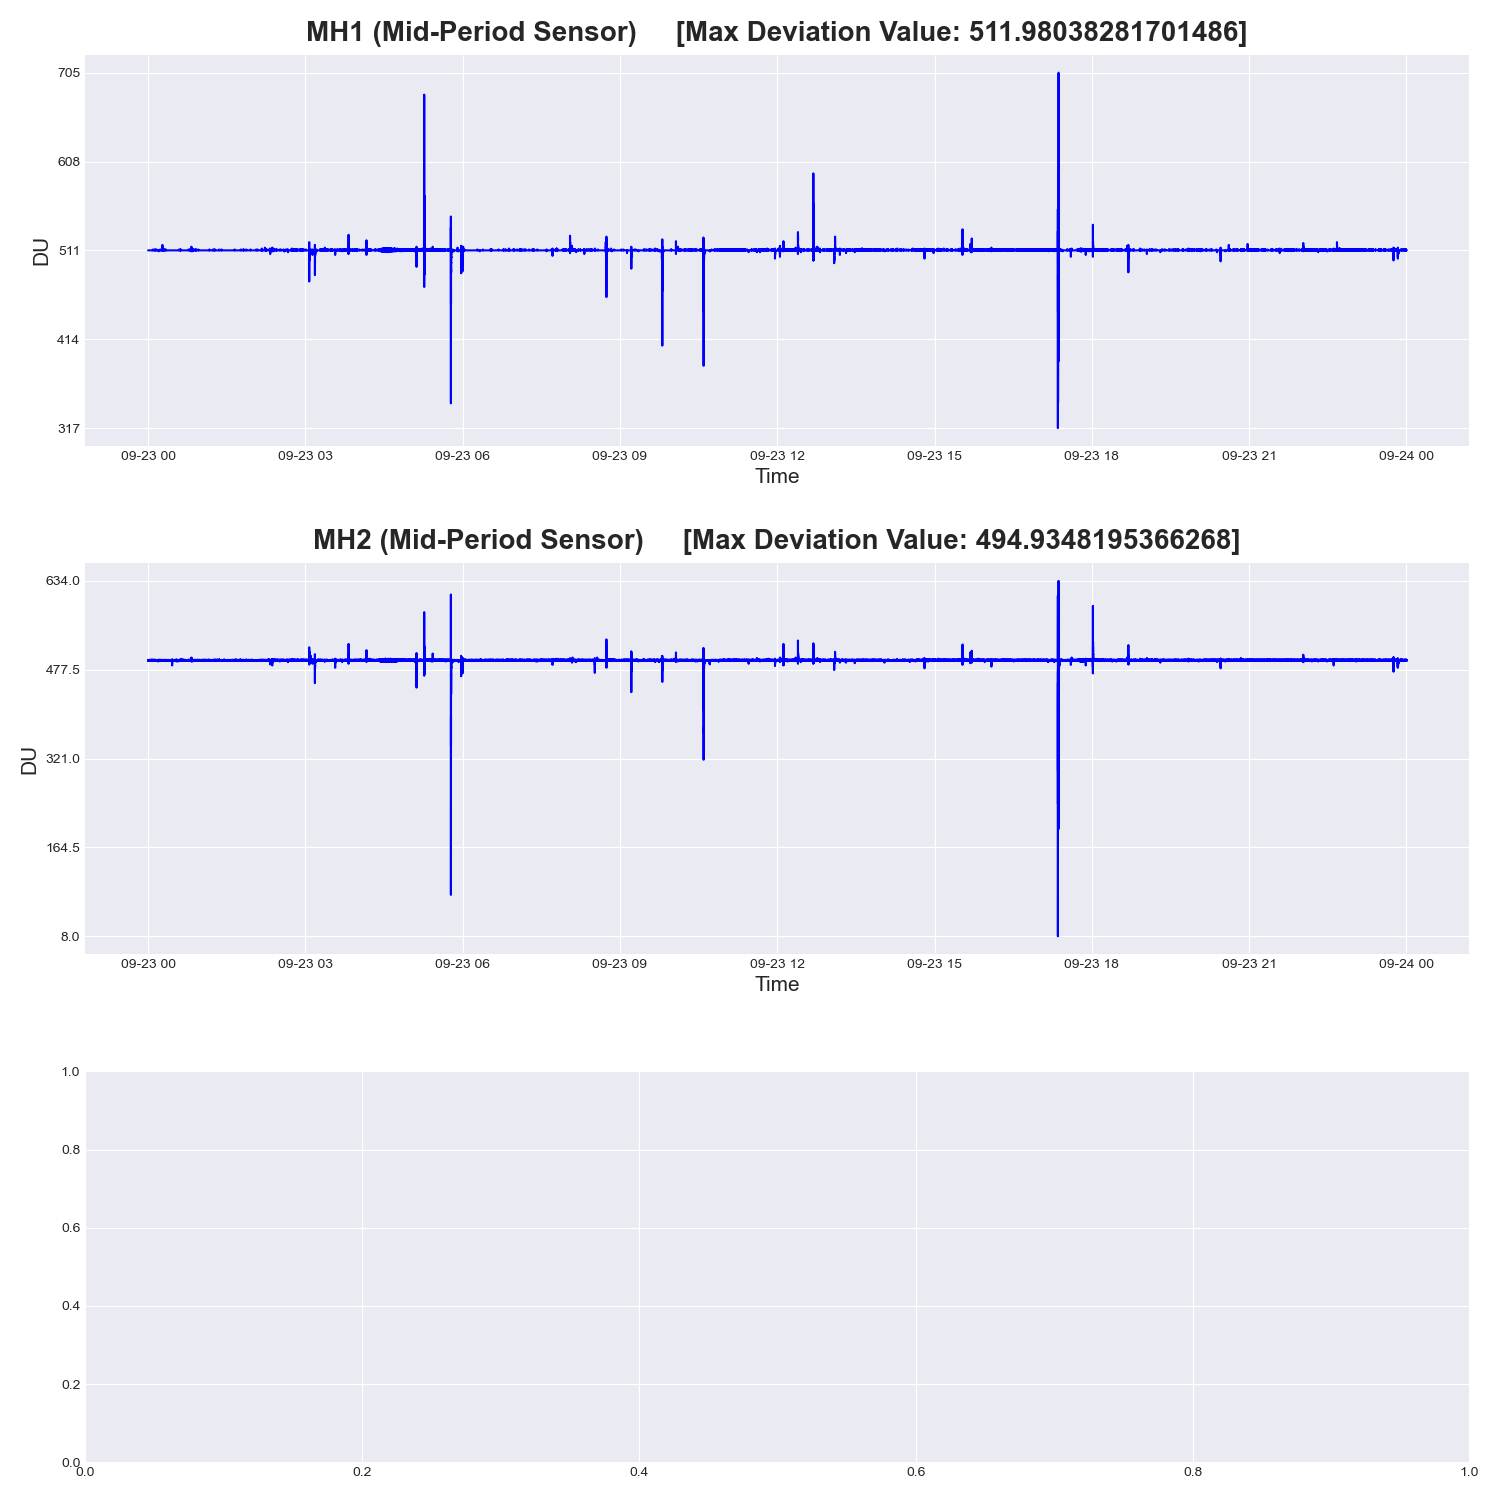 MH1 (Mid-Period Sensor) [Max Deviation Value: 511.98038281701486]
705
608
511
414
317
DU
09-23 00 09-23 03 09-23 06 09-23 09 09-23 12 09-23 15 09-23 18 09-23 21 09-24 00
Time
MH2 (Mid-Period Sensor) [Max Deviation Value: 494.9348195366268]
634.0
477.5
321.0
164.5
8.0
DU
09-23 00 09-23 03 09-23 06 09-23 09 09-23 12 09-23 15 09-23 18 09-23 21 09-24 00
Time
1.0
0.8
0.6
0.4
0.2
0.0
0.0 0.2 0.4 0.6 0.8 1.0